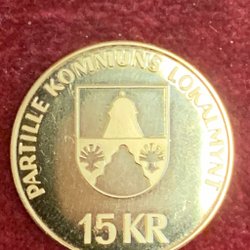 PARTILLE KOMMUNS LOKALMYNT
15 KR